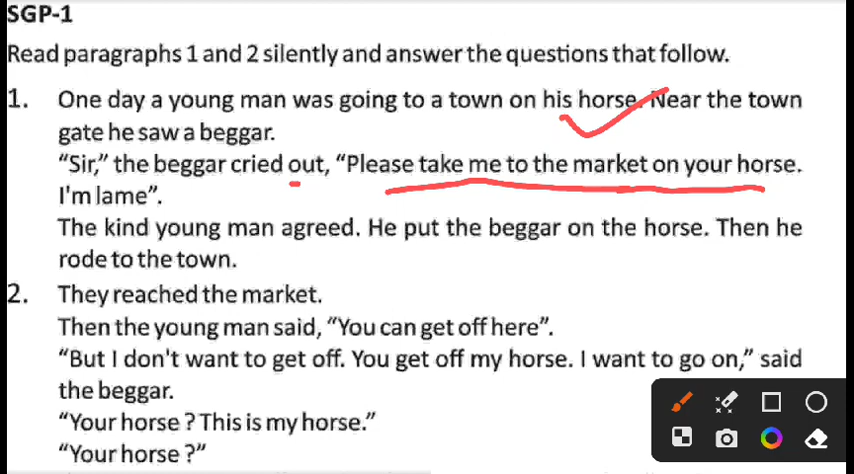 SGP-1
Read paragraphs 1 and 2 silently and answer the questions that follow.
1. One day a young man was going to a town on his horse. Near the town
gate he saw a beggar.
“Sir,” the beggar cried out, “Please take me to the market on your horse.
I'm lame”.
The kind young man agreed. He put the beggar on the horse. Then he
rode to the town.
2. They reached the market.
Then the young man said, “You can get off here”.
“But I don't want to get off. You get off my horse. I want to go on,” said
the beggar.
“Your horse ? This is my horse.”
“Your horse ?”